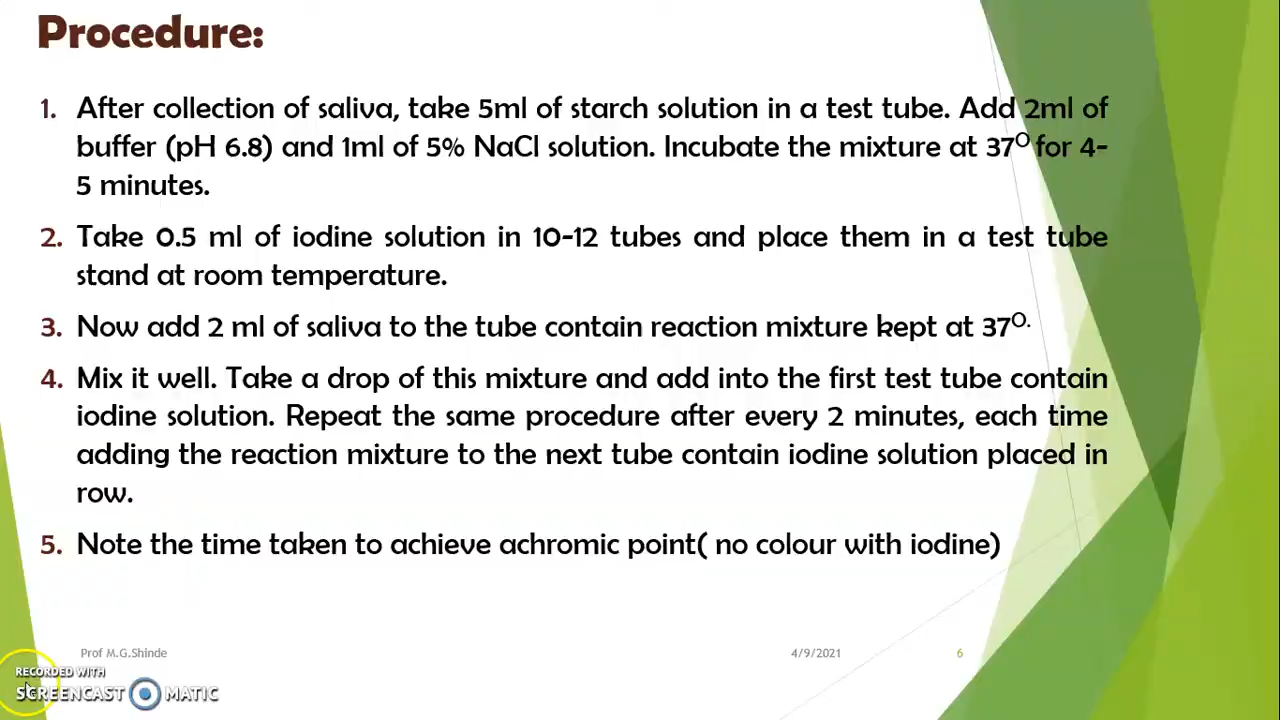 Procedure:
1. After collection of saliva, take 5ml of starch solution in a test tube. Add 2ml of
buffer (pH 6.8) and 1ml of 5% NaCl solution. Incubate the mixture at 37⁰ for 4-
5 minutes.
2. Take 0.5 ml of iodine solution in 10-12 tubes and place them in a test tube
stand at room temperature.
3. Now add 2 ml of saliva to the tube contain reaction mixture kept at 37⁰.
4. Mix it well. Take a drop of this mixture and add into the first test tube contain
iodine solution. Repeat the same procedure after every 2 minutes, each time
adding the reaction mixture to the next tube contain iodine solution placed in
row.
5. Note the time taken to achieve achromic point( no colour with iodine)
Prof M.G.Shinde 4/9/2021 6
RECORDED WITH
SCREENCAST MATIC